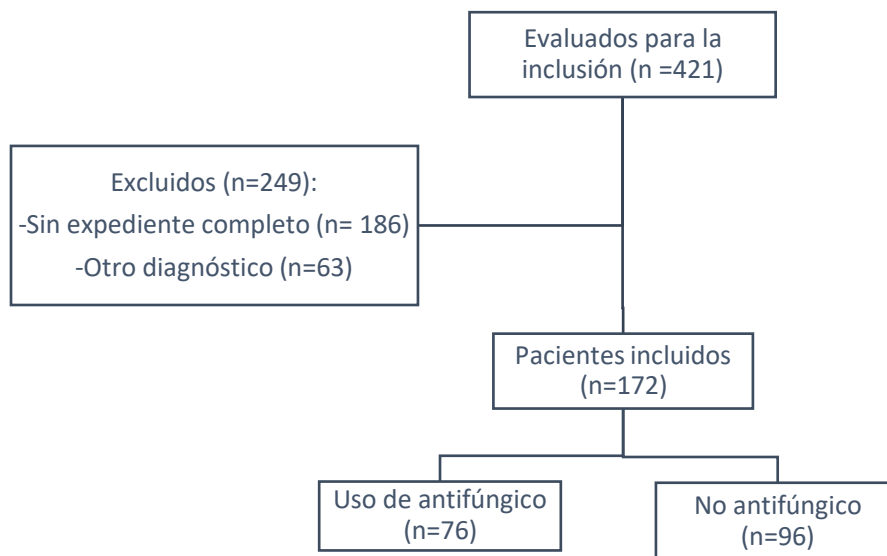 Evaluados para la
inclusión (n =421)
Excluidos (n=249):
-Sin expediente completo (n= 186)
-Otro diagnóstico (n=63)
Pacientes incluidos
(n=172)
Uso de antifúngico
(n=76)
No antifúngico
(n=96)